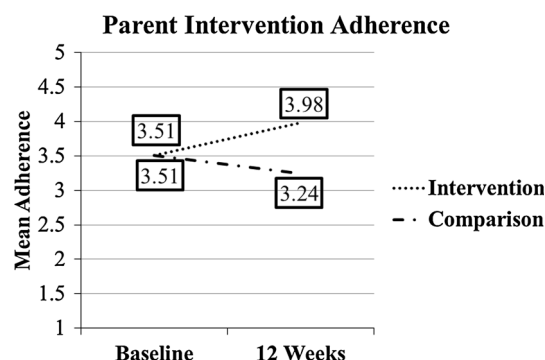 Parent Intervention Adherence
5
4.5
4
3.5
3
2.5
2
1.5
1
Mean Adherence
3.51
3.98
3.51
3.24
Intervention
Comparison
Baseline 12 Weeks